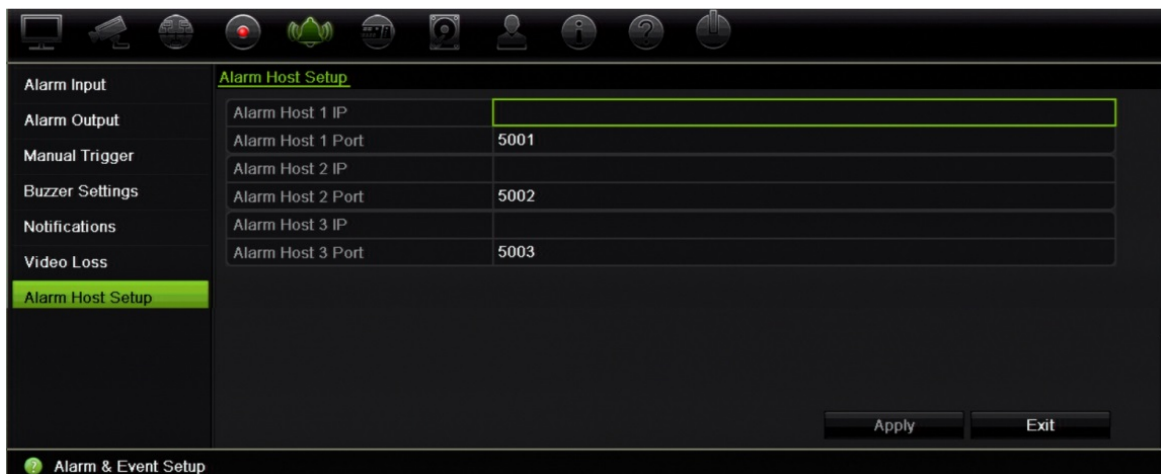 Alarm Input
Alarm Output
Manual Trigger
Buzzer Settings
Notifications
Video Loss
Alarm Host Setup
Alarm Host Setup
Alarm Host 1 IP
Alarm Host 1 Port 5001
Alarm Host 2 IP
Alarm Host 2 Port 5002
Alarm Host 3 IP
Alarm Host 3 Port 5003
Apply Exit
? Alarm & Event Setup